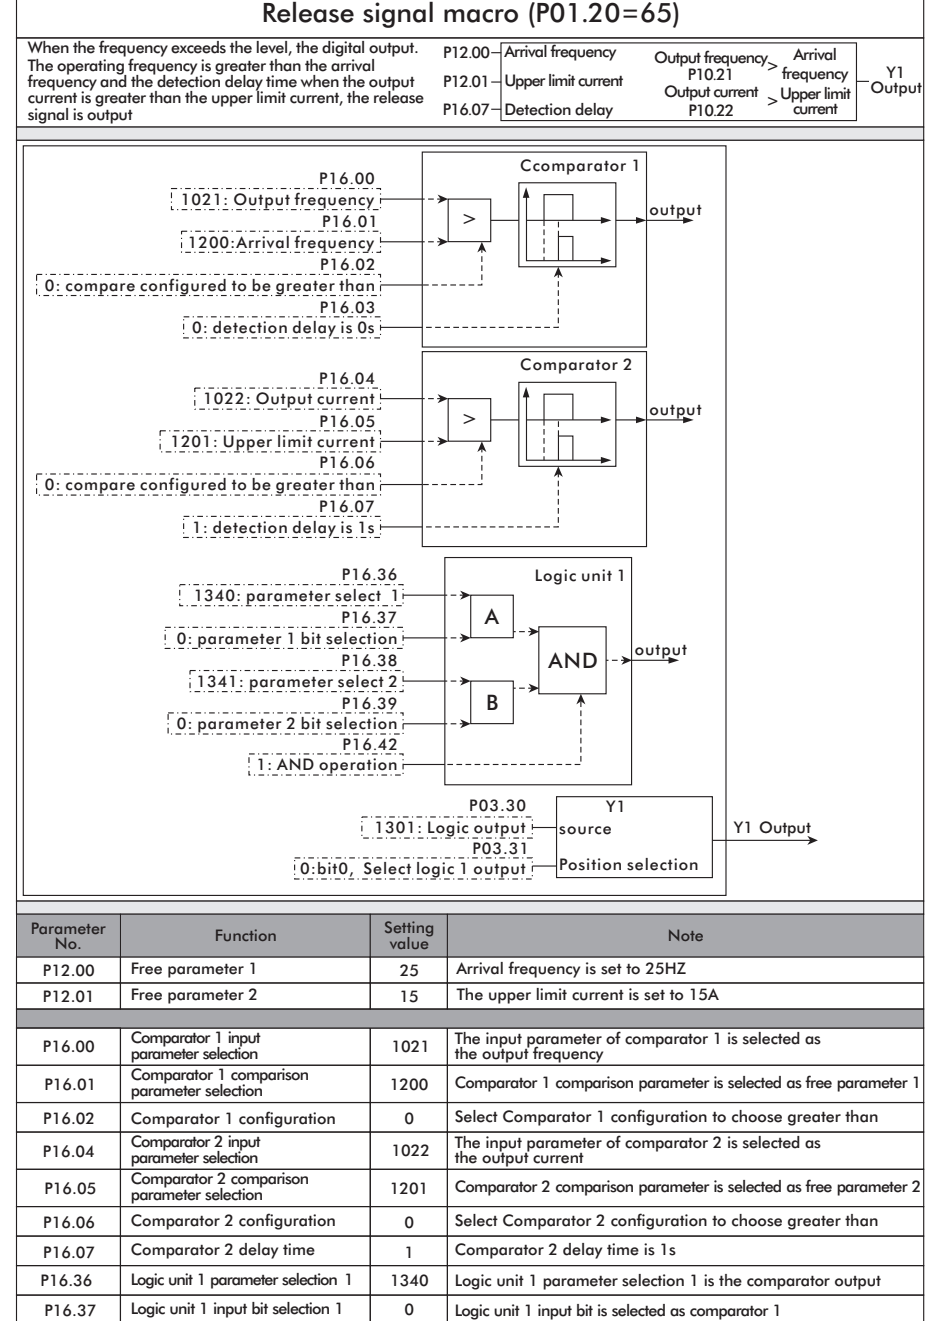 Release signal macro (P01.20=65)
When the frequency exceeds the level, the digital output.
The operating frequency is greater than the arrival
frequency and the detection delay time when the output
current is greater than the upper limit current, the release
signal is output
P12.00 Arrival frequency
P12.01 Upper limit current
P16.07 Detection delay
Output frequency
P10.21
> Arrival
frequency
Output current
P10.22
> Upper limit
current
Y1
Output
Ccomparator 1
P16.00
1021: Output frequency
P16.01
1200:Arrival frequency
P16.02
0: compare configured to be greater than
P16.03
0: detection delay is 0s
>
output
Comparator 2
P16.04
1022: Output current
P16.05
1201: Upper limit current
P16.06
0: compare configured to be greater than
P16.07
1: detection delay is 1s
>
output
Logic unit 1
P16.36
1340: parameter select 1
P16.37
0: parameter 1 bit selection
P16.38
1341: parameter select 2
P16.39
0: parameter 2 bit selection
P16.42
1: AND operation
A
B
AND
output
P03.30
1301: Logic output
P03.31
0:bit0, Select logic 1 output
Y1
source
Position selection
Y1 Output
Parameter No. Function Setting value Note
P12.00 Free parameter 1 25 Arrival frequency is set to 25HZ
P12.01 Free parameter 2 15 The upper limit current is set to 15A
P16.00 Comparator 1 input parameter selection 1021 The input parameter of comparator 1 is selected as the output frequency
P16.01 Comparator 1 comparison parameter selection 1200 Comparator 1 comparison parameter is selected as free parameter 1
P16.02 Comparator 1 configuration 0 Select Comparator 1 configuration to choose greater than
P16.04 Comparator 2 input parameter selection 1022 The input parameter of comparator 2 is selected as the output current
P16.05 Comparator 2 comparison parameter selection 1201 Comparator 2 comparison parameter is selected as free parameter 2
P16.06 Comparator 2 configuration 0 Select Comparator 2 configuration to choose greater than
P16.07 Comparator 2 delay time 1 Comparator 2 delay time is 1s
P16.36 Logic unit 1 parameter selection 1 1340 Logic unit 1 parameter selection 1 is the comparator output
P16.37 Logic unit 1 input bit selection 1 0 Logic unit 1 input bit is selected as comparator 1